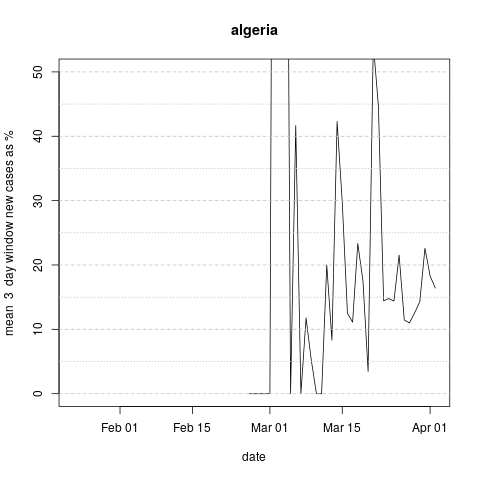 algeria
mean 3 day window new cases as %
50
40
30
20
10
0
Feb 01
Feb 15
Mar 01
Mar 15
Apr 01
date